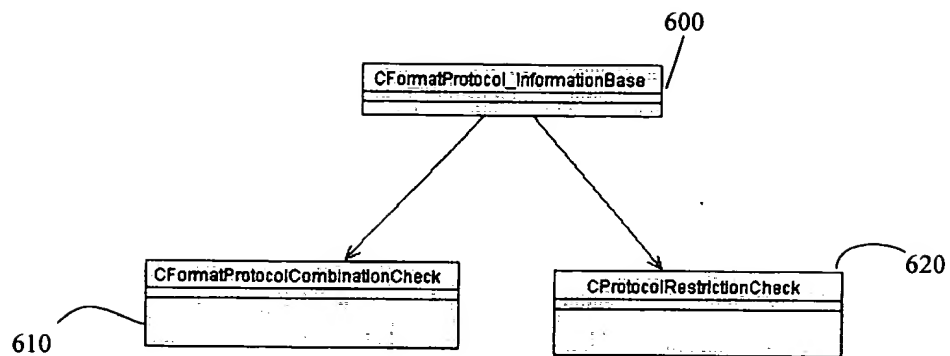 600
CFormatProtocol_InformationBase
CFormatProtocolCombinationCheck
CProtocolRestrictionCheck
620
610